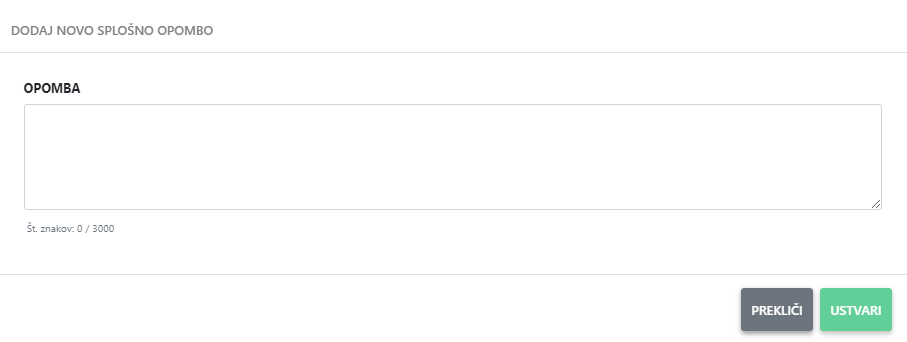 DODAJ NOVO SPLOŠNO OPOMBO
OPOMBA
Št. znakov: 0 / 3000
PREKLIČI
USTVARI